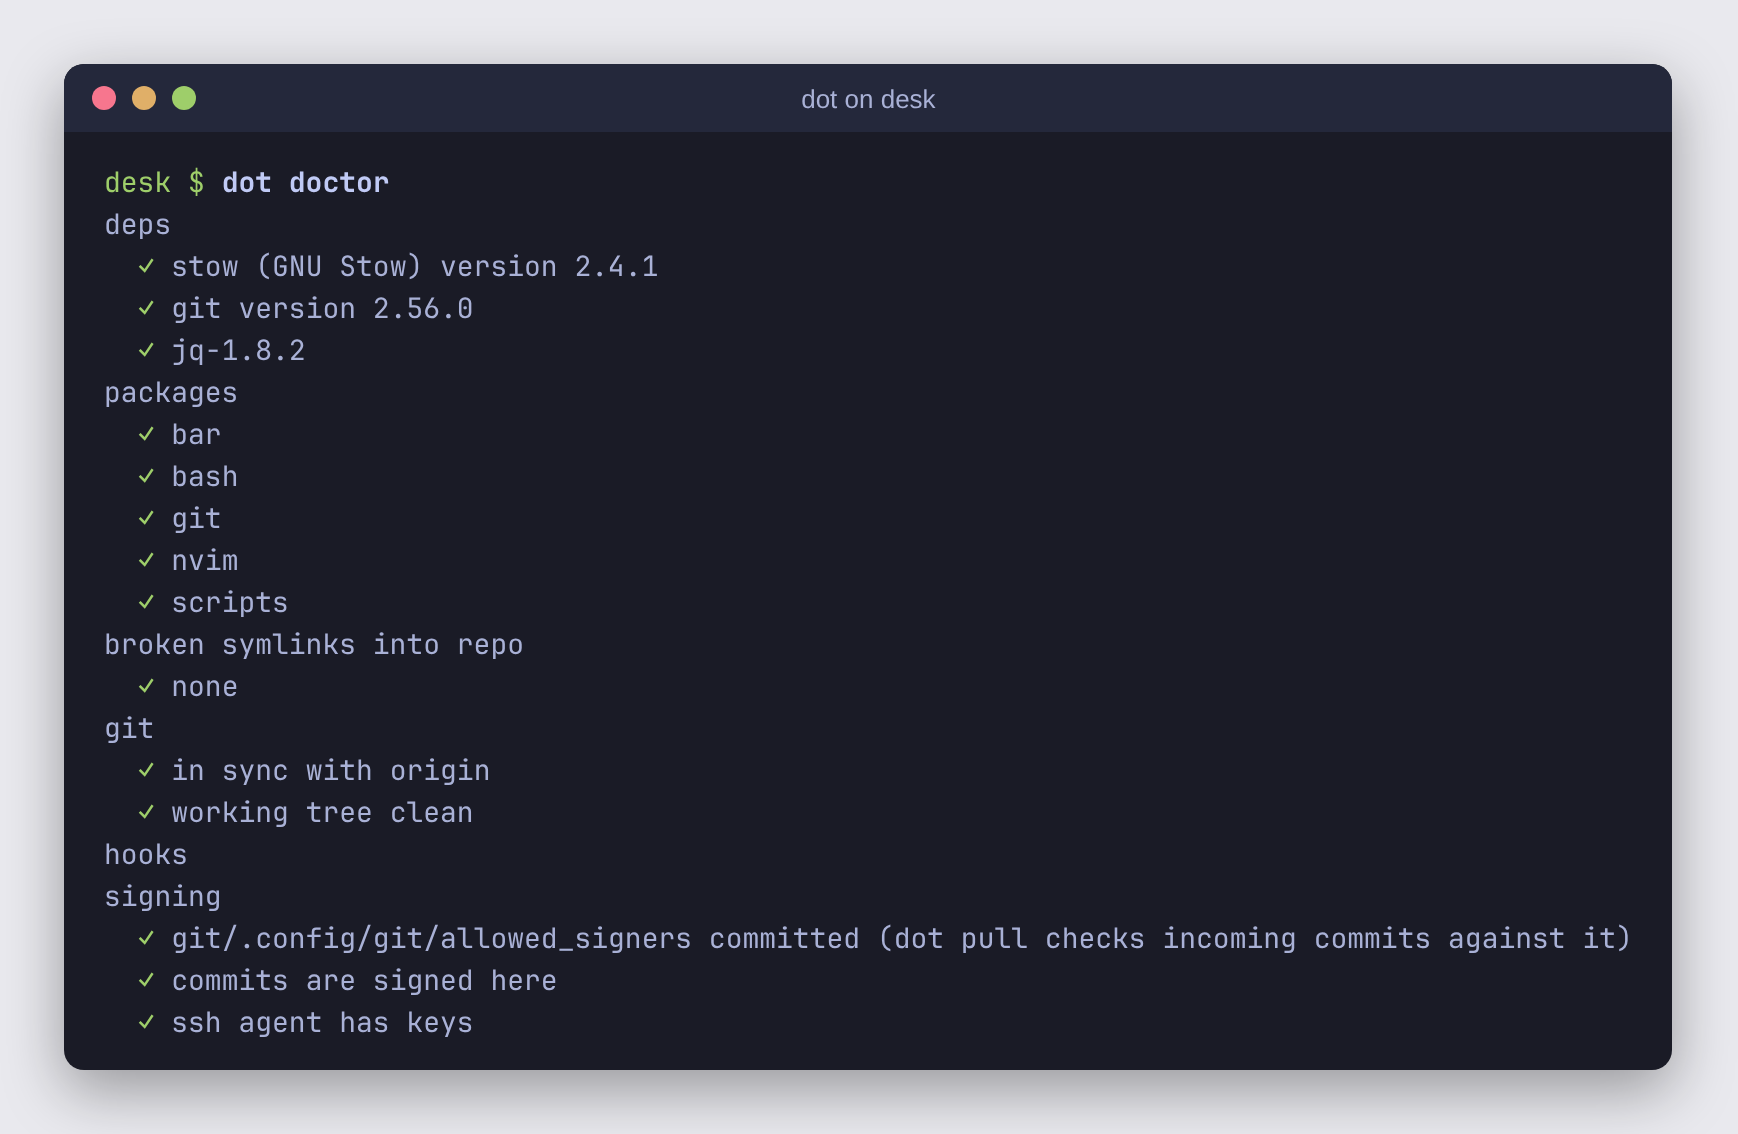 dot on desk
desk $ dot doctor
deps
  ✓ stow (GNU Stow) version 2.4.1
  ✓ git version 2.56.0
  ✓ jq-1.8.2
packages
  ✓ bar
  ✓ bash
  ✓ git
  ✓ nvim
  ✓ scripts
broken symlinks into repo
  ✓ none
git
  ✓ in sync with origin
  ✓ working tree clean
hooks
signing
  ✓ git/.config/git/allowed_signers committed (dot pull checks incoming commits against it)
  ✓ commits are signed here
  ✓ ssh agent has keys